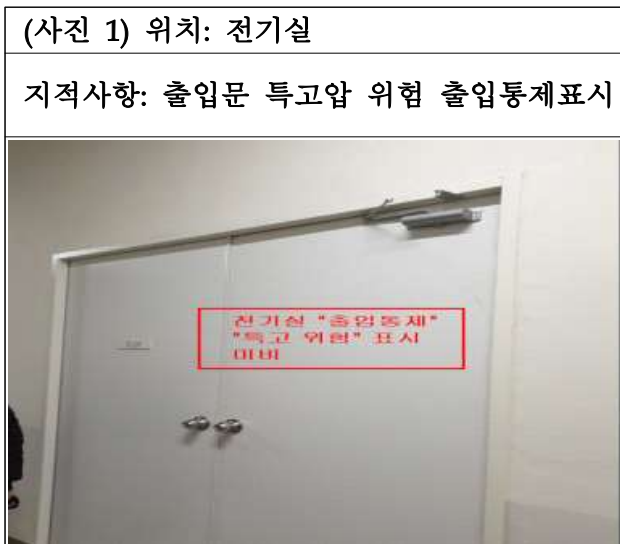 (사진 1) 위치: 전기실
지적사항: 출입문 특고압 위험 출입통제표시
전기실 "출입통제"
"특고 위험" 표시
미비